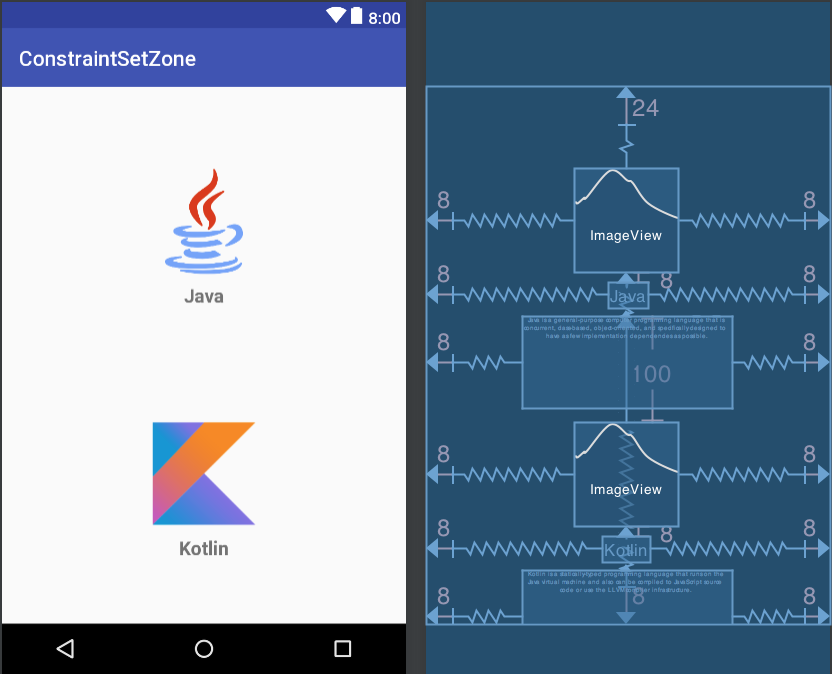 8:00
ConstraintSetZone
Java
Kotlin
24
8
8
ImageView
8
8
8
Java
Java is a general-purpose computer programming language that is
concurrent, class-based, object-oriented, and specifically designed to
have as few implementation dependencies as possible.
8
8
100
8
8
ImageView
8
8
8
Kotlin
Kotlin is a statically-typed programming language that runs on the
Java virtual machine and also can be compiled to JavaScript source
code or use the LLVM compiler infrastructure.
8
8
8